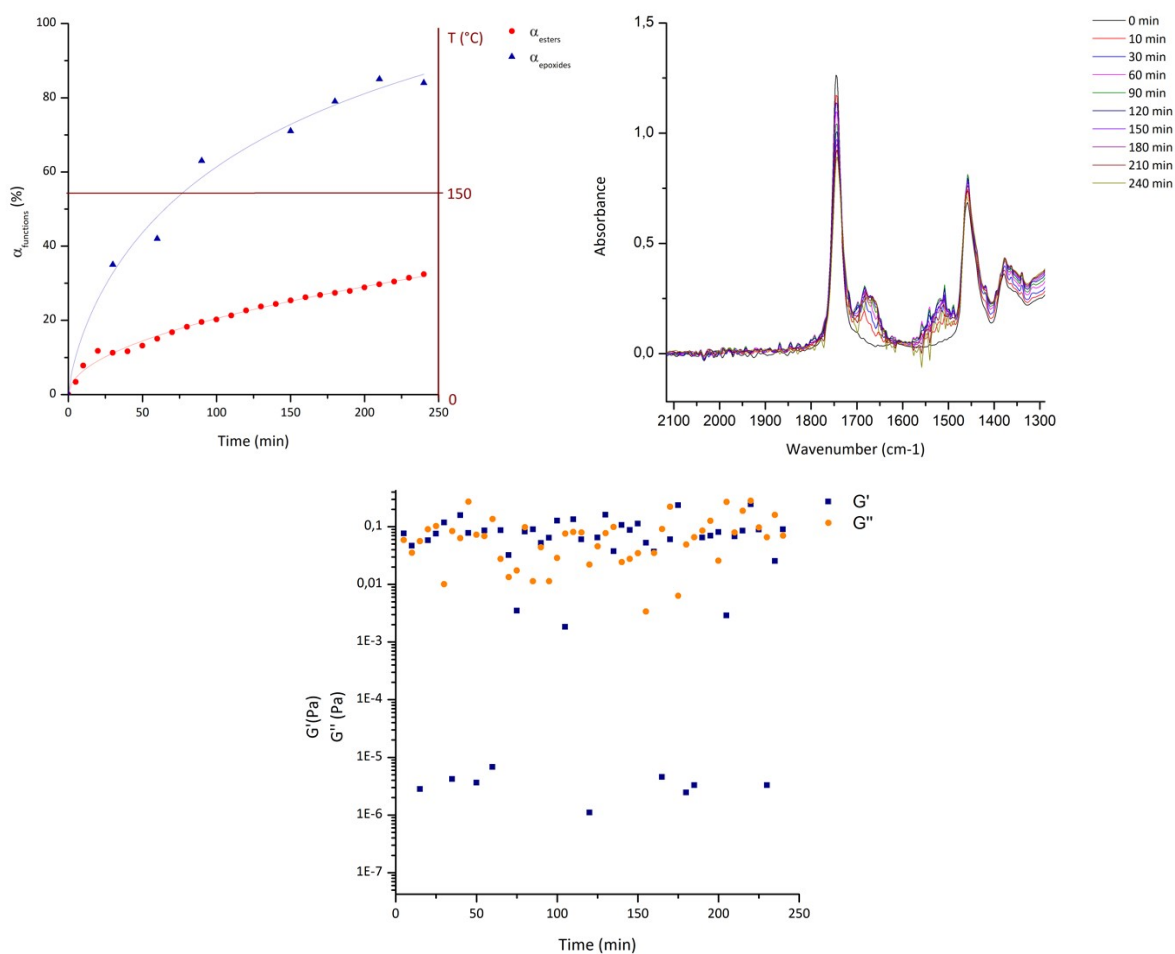 100
80
60
40
20
0
α functions (%)
0 50 100 150 200 250
Time (min)
T (°C)
150
0
α esters
α epoxides
1,5
1,0
0,5
0,0
Absorbance
2100 2000 1900 1800 1700 1600 1500 1400 1300
Wavenumber (cm-1)
0 min
10 min
30 min
60 min
90 min
120 min
150 min
180 min
210 min
240 min
0,1
0,01
1E-3
1E-4
1E-5
1E-6
1E-7
G'(Pa)
G'' (Pa)
0 50 100 150 200 250
Time (min)
G'
G''